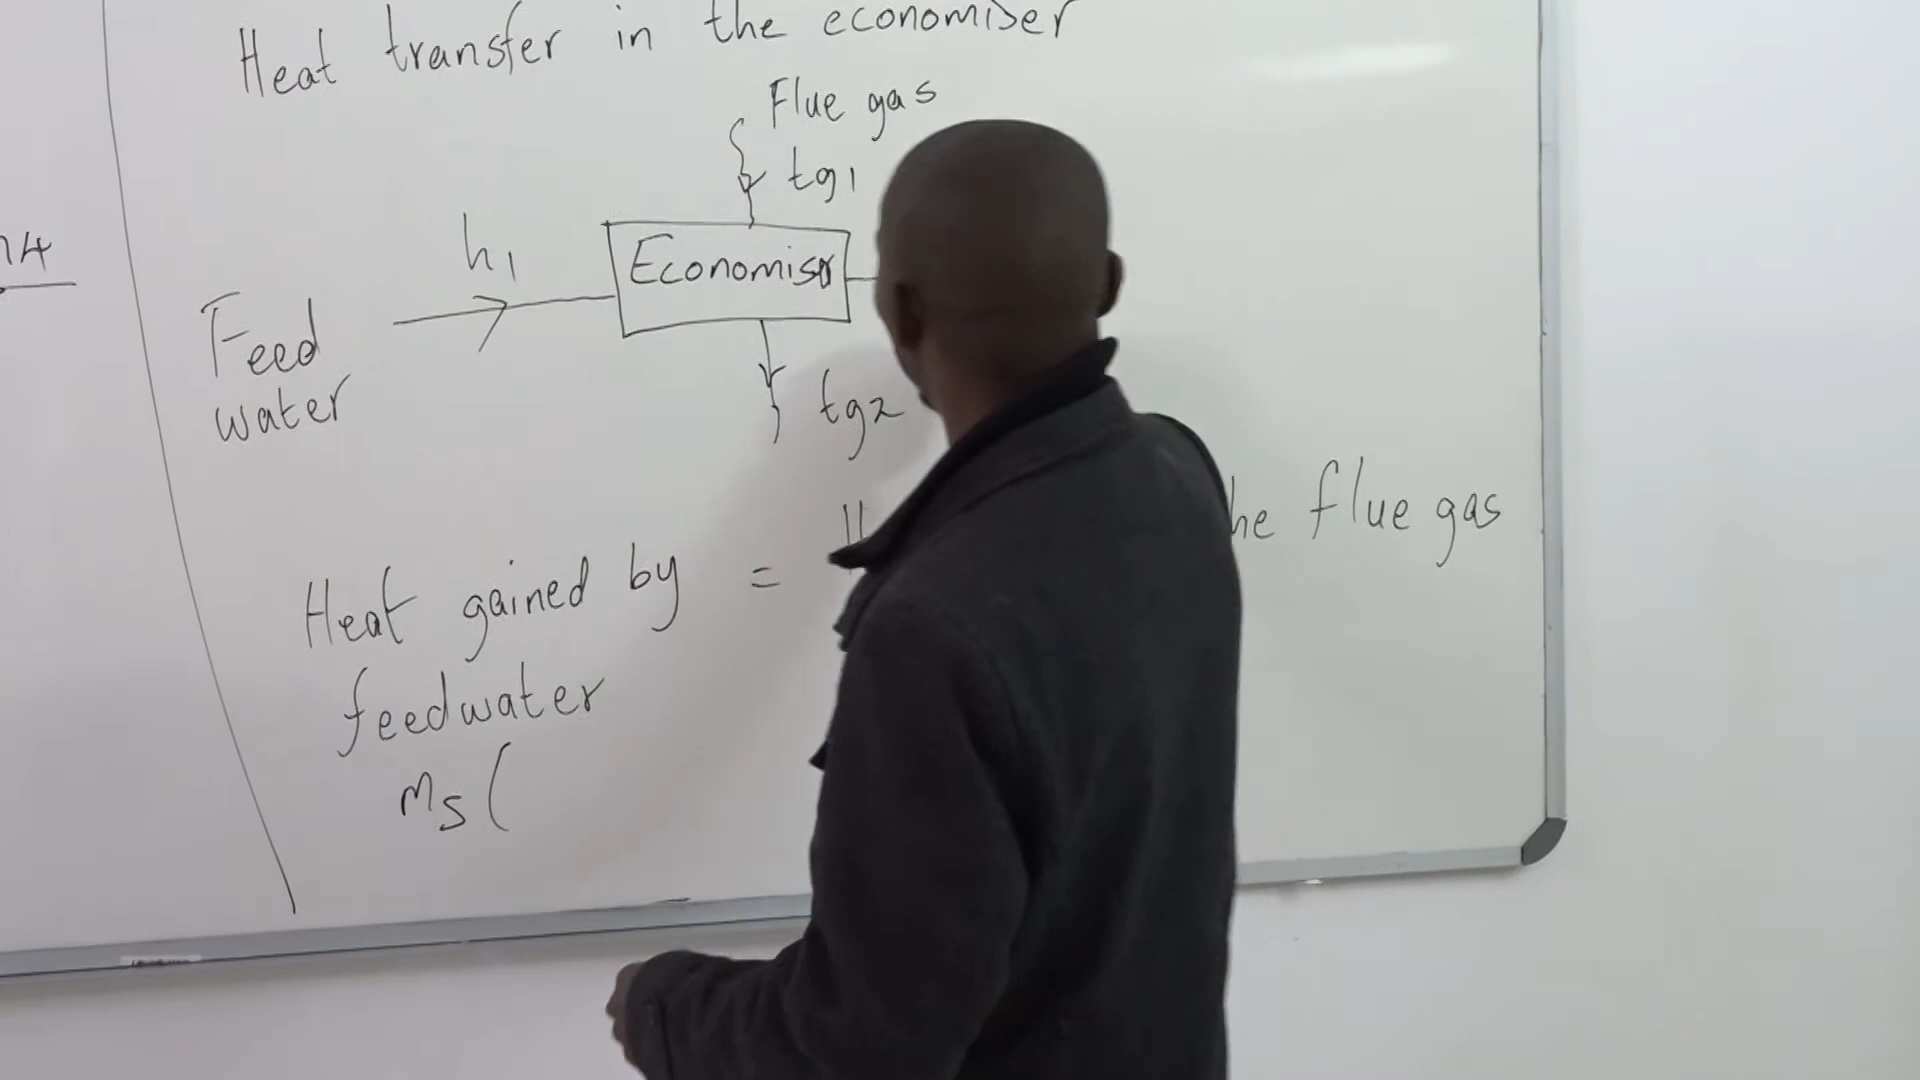 Heat transfer in the economiser
Flue gas
tg1
h1
Economiser
Feed
water
tg2
Heat gained by = H
the flue gas
feedwater
ms (